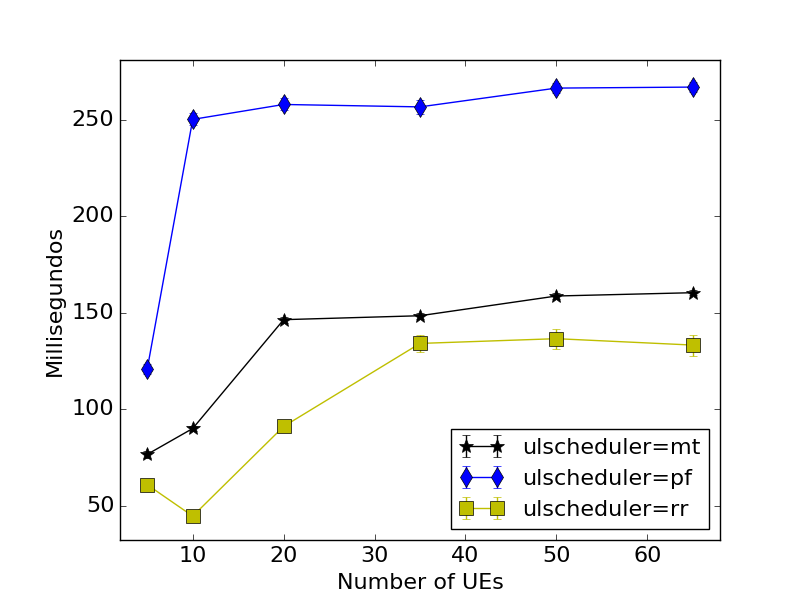 250
200
150
100
50
Millisegundos
10 20 30 40 50 60
Number of UEs
ulscheduler=mt
ulscheduler=pf
ulscheduler=rr